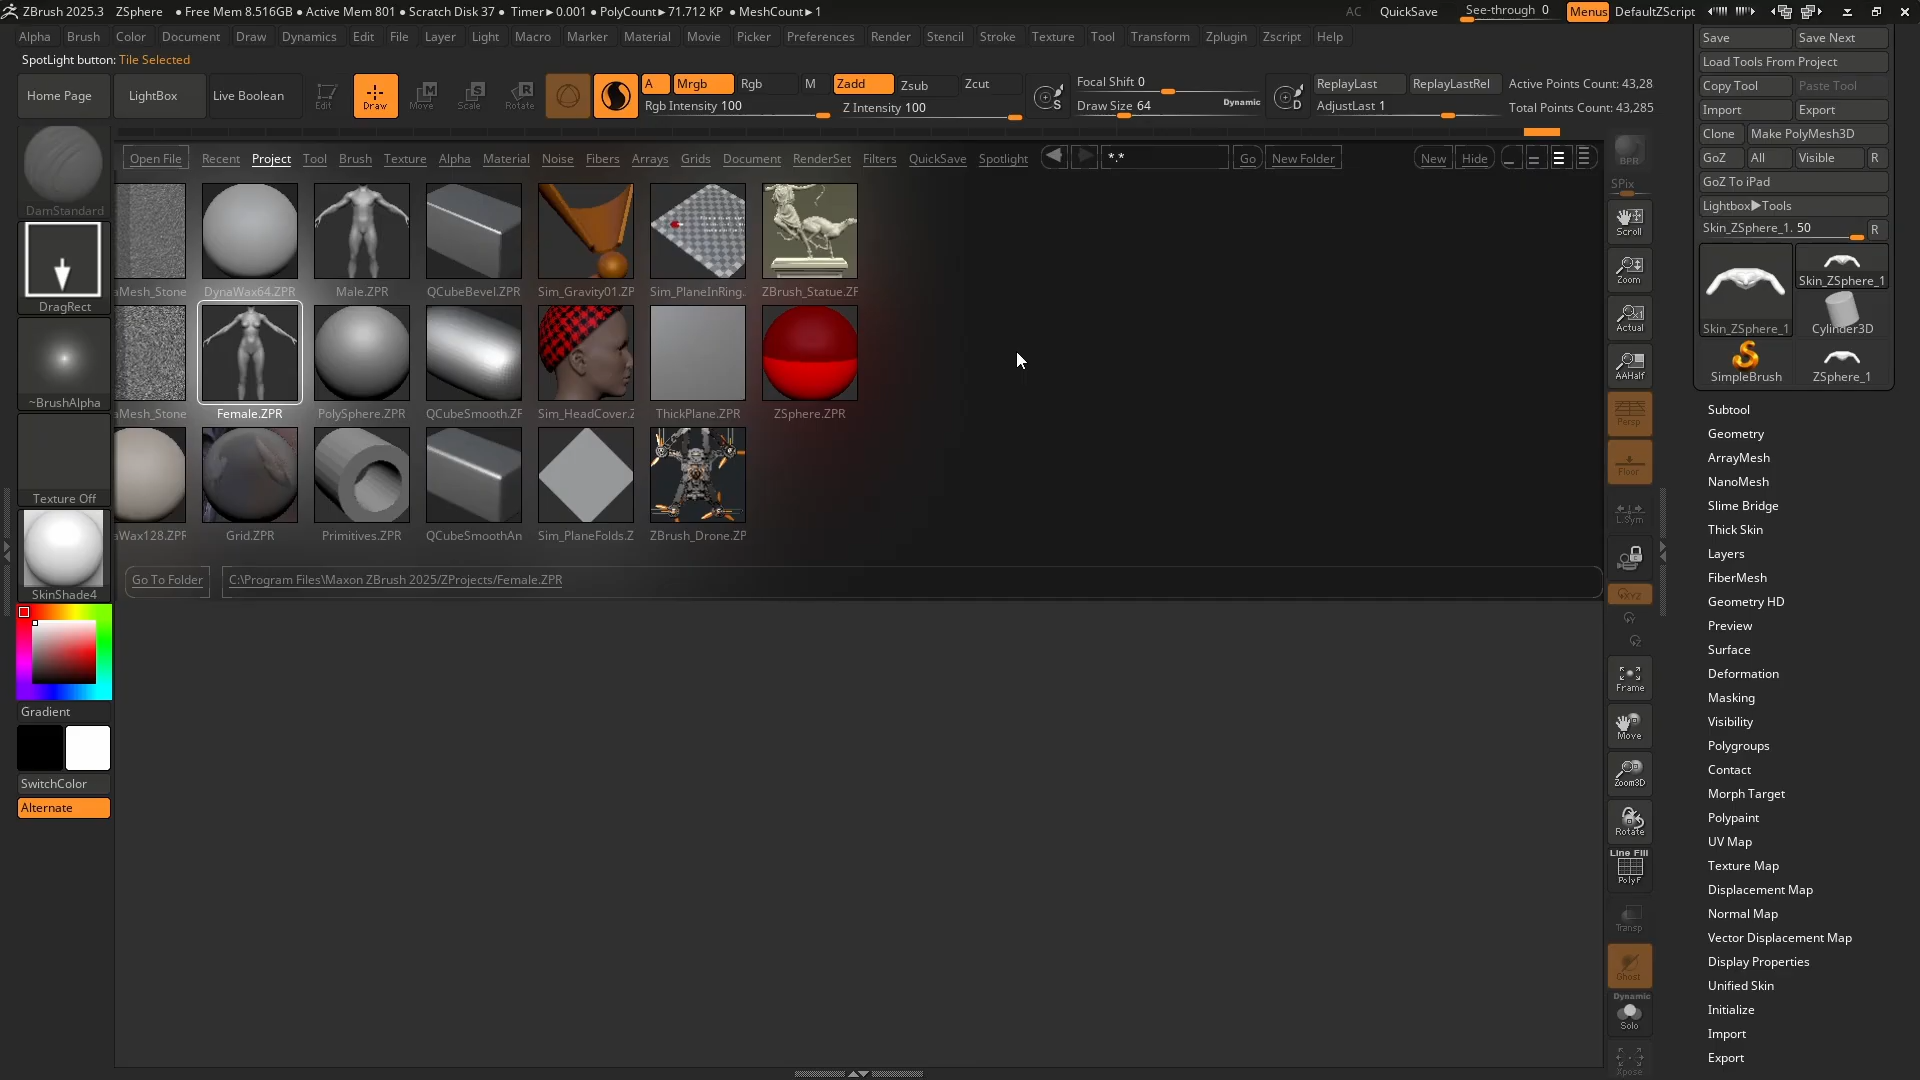 ZBrush 2025.3 ZSphere • Free Mem 8.516GB • Active Mem 801 • Scratch Disk 37 • Timer►0.001 • PolyCount►71.712 KP • MeshCount►1 AC QuickSave See-through 0 Menus DefaultZScript
Alpha Brush Color Document Draw Dynamics Edit File Layer Light Macro Marker Material Movie Picker Preferences Render Stencil Stroke Texture Tool Transform Zplugin Zscript Help
SpotLight button: Tile Selected
Home Page LightBox Live Boolean Edit Draw Move Scale Rotate
A Mrgb Rgb M Zadd Zsub Zcut
Rgb Intensity 100 Z Intensity 100
Focal Shift 0
Draw Size 64 Dynamic
S D
ReplayLast ReplayLastRel Active Points Count: 43,28
AdjustLast 1 Total Points Count: 43,285
Open File Recent Project Tool Brush Texture Alpha Material Noise Fibers Arrays Grids Document RenderSet Filters QuickSave Spotlight *.* Go New Folder New Hide
aMesh_Stone DynaWax64.ZPR Male.ZPR QCubeBevel.ZPR Sim_Gravity01.ZP Sim_PlaneInRing. ZBrush_Statue.ZF
aMesh_Stone Female.ZPR PolySphere.ZPR QCubeSmooth.ZF Sim_HeadCover.Z ThickPlane.ZPR ZSphere.ZPR
aWax128.ZPR Grid.ZPR Primitives.ZPR QCubeSmoothAn Sim_PlaneFolds.Z ZBrush_Drone.ZP
Go To Folder C:\Program Files\Maxon ZBrush 2025/ZProjects/Female.ZPR
DamStandard
DragRect
~BrushAlpha
Texture Off
SkinShade4
Gradient
SwitchColor
Alternate
BPR
SPix
Scroll
Zoom
Actual
AAHalf
Persp
Floor
L.Sym
XYZ
Frame
Move
Zoom3D
Rotate
Line Fill
PolyF
Transp
Ghost
Dynamic
Solo
Xpose
Save Save Next
Load Tools From Project
Copy Tool Paste Tool
Import Export
Clone Make PolyMesh3D
GoZ All Visible R
GoZ To iPad
Lightbox►Tools
Skin_ZSphere_1. 50 R
Skin_ZSphere_1 Skin_ZSphere_1
Cylinder3D
SimpleBrush ZSphere_1
Subtool
Geometry
ArrayMesh
NanoMesh
Slime Bridge
Thick Skin
Layers
FiberMesh
Geometry HD
Preview
Surface
Deformation
Masking
Visibility
Polygroups
Contact
Morph Target
Polypaint
UV Map
Texture Map
Displacement Map
Normal Map
Vector Displacement Map
Display Properties
Unified Skin
Initialize
Import
Export